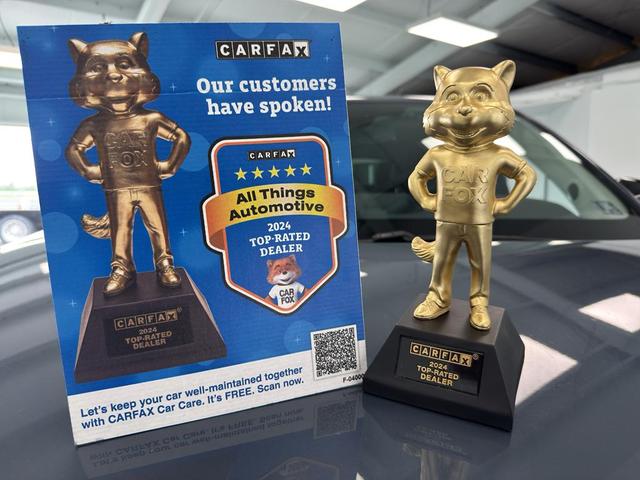 CARFAX
Our customers
have spoken!
CAR
FOX
CARFAX
All Things
Automotive
2024
TOP-RATED
DEALER
CAR
FOX
CARFAX
2024
TOP-RATED
DEALER
Let's keep your car well-maintained together
with CARFAX Car Care. It's FREE. Scan now.
CAR
FOX
CARFAX
2024
TOP-RATED
DEALER